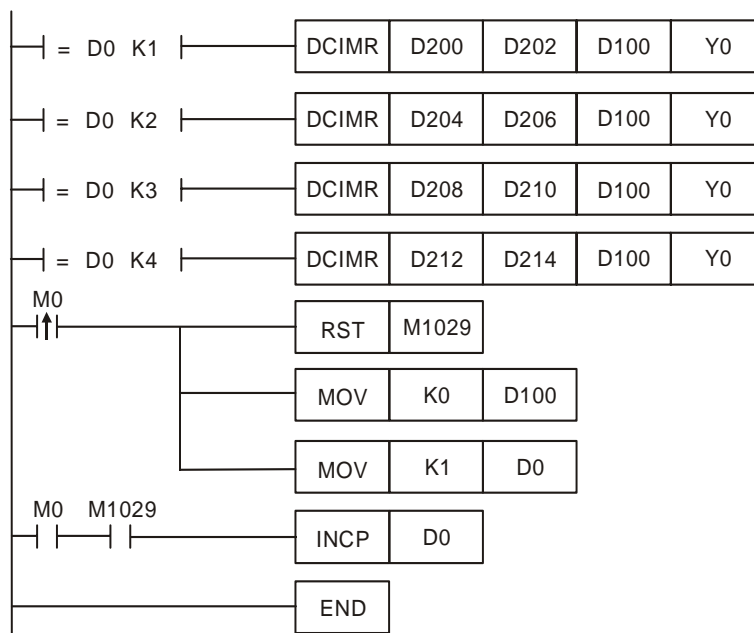 = D0 K1 DCIMR D200 D202 D100 Y0
= D0 K2 DCIMR D204 D206 D100 Y0
= D0 K3 DCIMR D208 D210 D100 Y0
= D0 K4 DCIMR D212 D214 D100 Y0
M0
RST M1029
MOV K0 D100
MOV K1 D0
M0 M1029
INCP D0
END